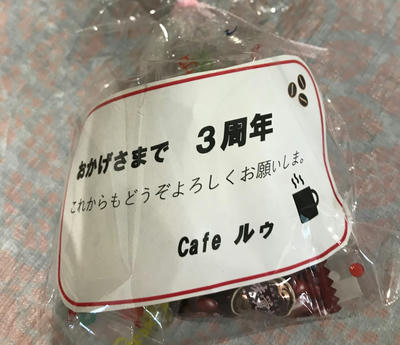 おかげさまで 3周年
これからもどうぞよろしくお願いしま。
Cafe ルゥ